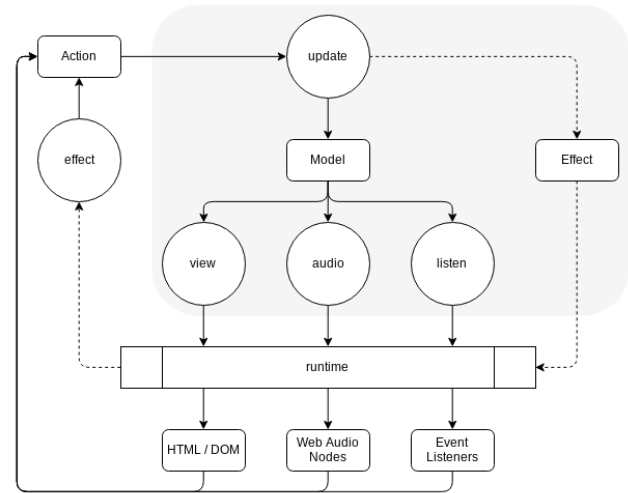 Action
update
effect
Model
Effect
view
audio
listen
runtime
HTML / DOM
Web Audio
Nodes
Event
Listeners